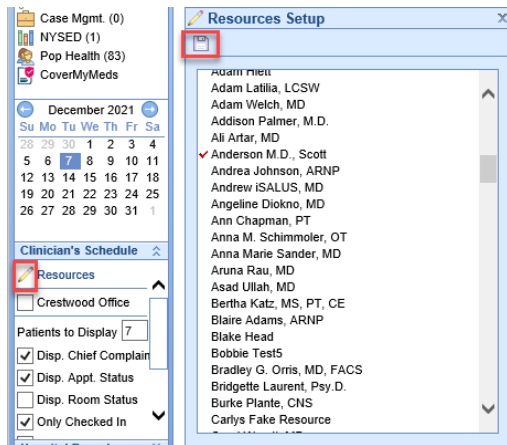 Case Mgmt. (0)
NYSED (1)
Pop Health (83)
CoverMyMeds
December 2021
Su Mo Tu We Th Fr Sa
28 29 30 1 2 3 4
5 6 7 8 9 10 11
12 13 14 15 16 17 18
19 20 21 22 23 24 25
26 27 28 29 30 31 1
Clinician's Schedule
Resources
Crestwood Office
Patients to Display 7
Disp. Chief Complain
Disp. Appt. Status
Disp. Room Status
Only Checked In
Resources Setup
X
Adam Hiett
Adam Latilia, LCSW
Adam Welch, MD
Addison Palmer, M.D.
Ali Artar, MD
Anderson M.D., Scott
Andrea Johnson, ARNP
Andrew iSALUS, MD
Angeline Diokno, MD
Ann Chapman, PT
Anna M. Schimmoler, OT
Anna Marie Sander, MD
Aruna Rau, MD
Asad Ullah, MD
Bertha Katz, MS, PT, CE
Blaire Adams, ARNP
Blake Head
Bobbie Test5
Bradley G. Orris, MD, FACS
Bridgette Laurent, Psy.D.
Burke Plante, CNS
Carlys Fake Resource